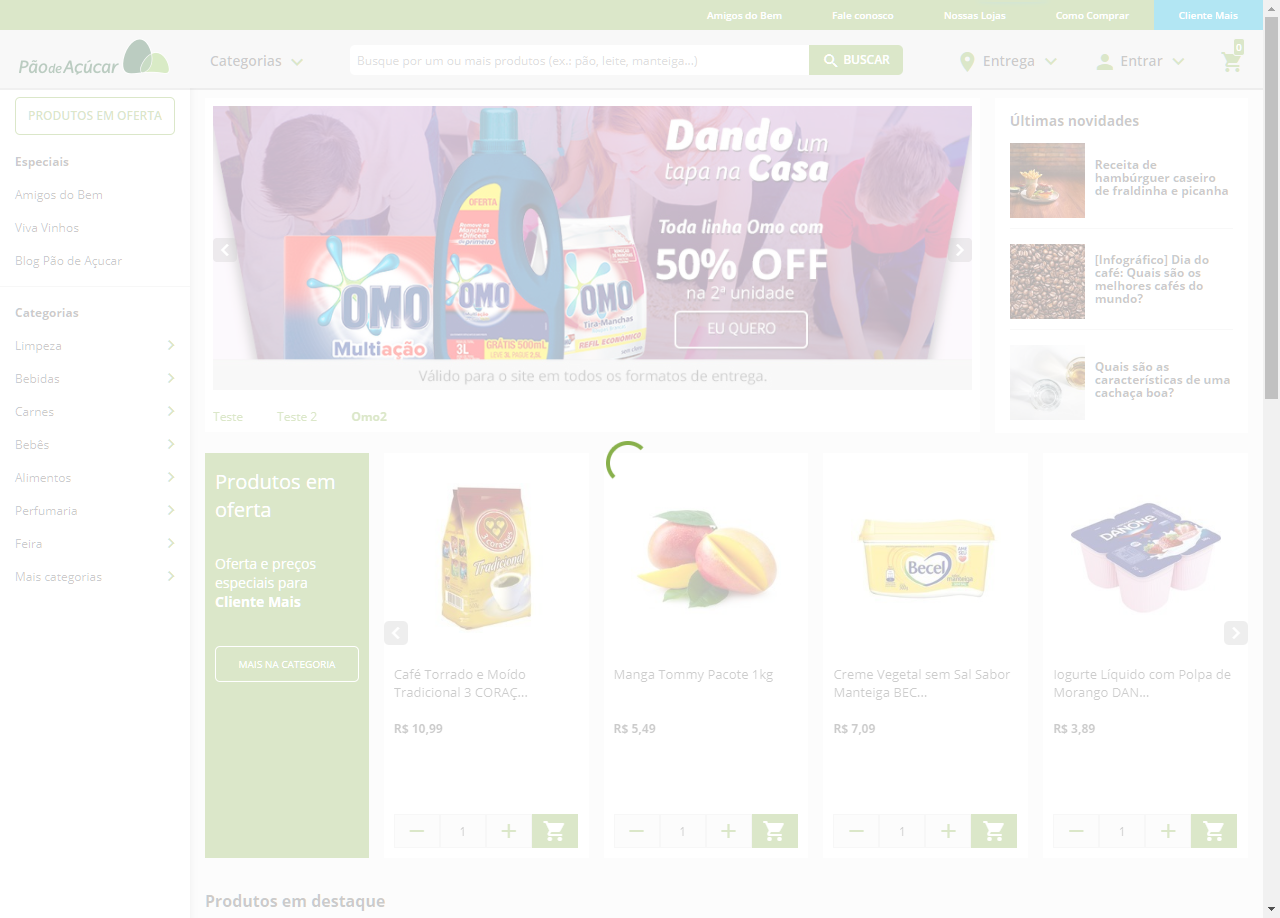 Amigos do Bem
Fale conosco
Nossas Lojas
Como Comprar
Cliente Mais
Pão de Açúcar
Categorias
Busque por um ou mais produtos (ex.: pão, leite, manteiga...)
BUSCAR
Entrega
Entrar
0
PRODUTOS EM OFERTA
Especiais
Amigos do Bem
Viva Vinhos
Blog Pão de Açucar
Categorias
Limpeza
Bebidas
Carnes
Bebês
Alimentos
Perfumaria
Feira
Mais categorias
Dando um
tapa na Casa
Toda linha Omo com
50% OFF
na 2ª unidade
EU QUERO
OFERTA
OMO
Multiação
OMO
3L
GRÁTIS 500mL
OMO
Tira-Manchas
REFIL ECONÔMICO
Válido para o site em todos os formatos de entrega.
Teste
Teste 2
Omo2
Últimas novidades
Receita de
hambúrguer caseiro
de fraldinha e picanha
[Infográfico] Dia do
café: Quais são os
melhores cafés do
mundo?
Quais são as
características de uma
cachaça boa?
Produtos em
oferta
Oferta e preços
especiais para
Cliente Mais
MAIS NA CATEGORIA
Tradicional
Café Torrado e Moído
Tradicional 3 CORAÇ...
R$ 10,99
1
Manga Tommy Pacote 1kg
R$ 5,49
1
Becel
Creme Vegetal sem Sal Sabor
Manteiga BEC...
R$ 7,09
1
DANONE
Iogurte Líquido com Polpa de
Morango DAN...
R$ 3,89
1
Produtos em destaque